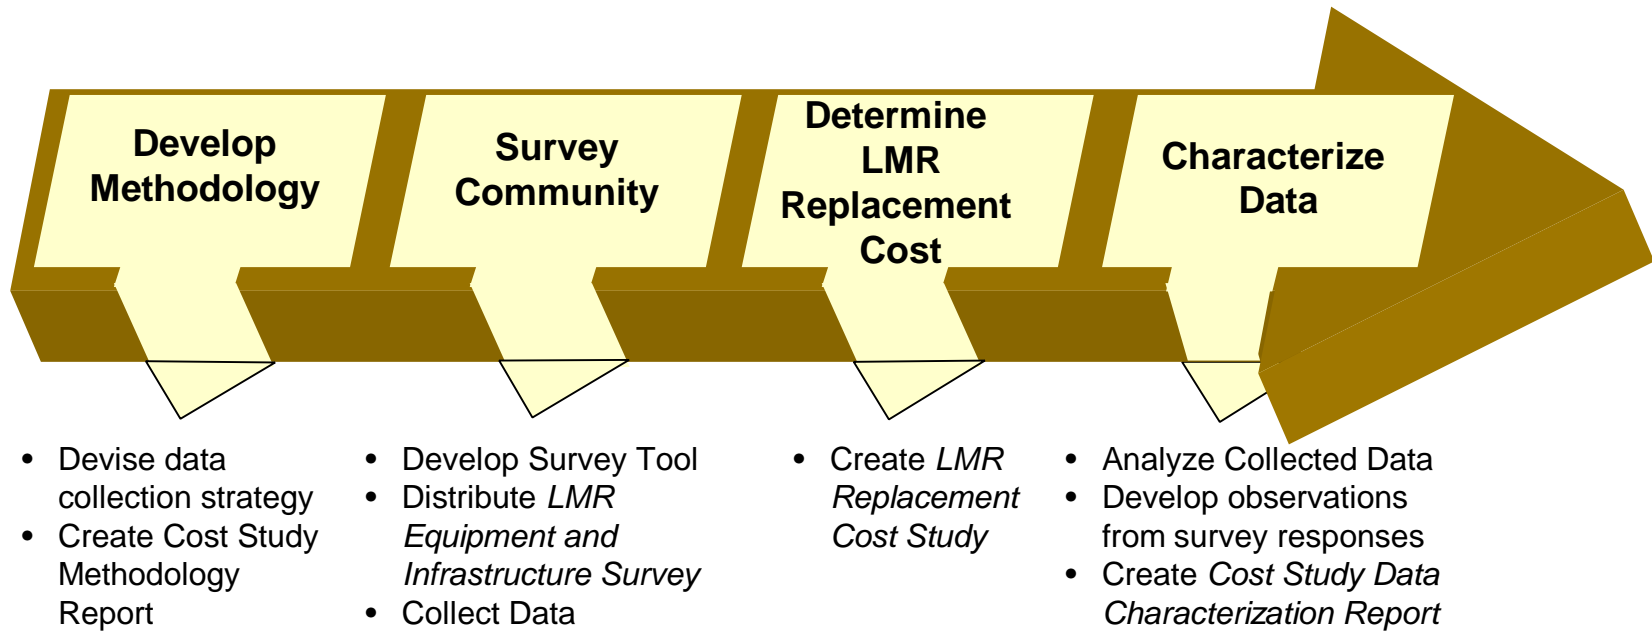 Develop
Methodology
Survey
Community
Determine
LMR
Replacement
Cost
Characterize
Data
• Devise data
collection strategy
• Create Cost Study
Methodology
Report
• Develop Survey Tool
• Distribute LMR
Equipment and
Infrastructure Survey
• Collect Data
• Create LMR
Replacement
Cost Study
• Analyze Collected Data
• Develop observations
from survey responses
• Create Cost Study Data
Characterization Report